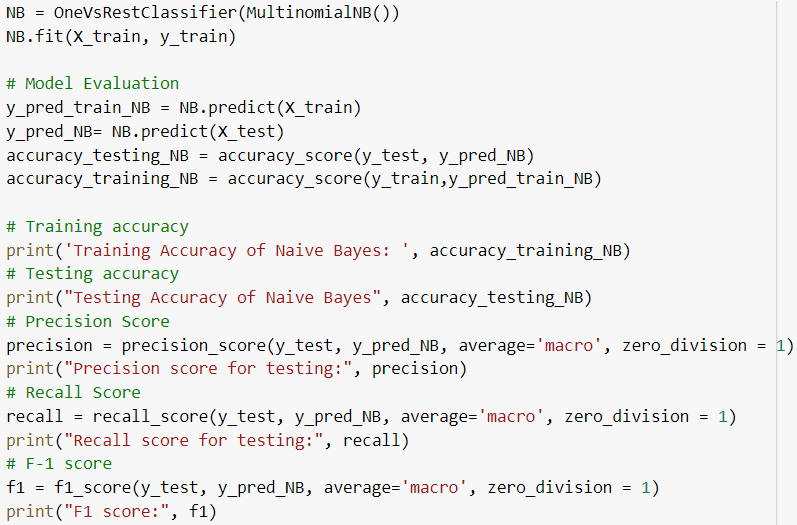 NB = OneVsRestClassifier(MultinomialNB())
NB.fit(X_train, y_train)
# Model Evaluation
y_pred_train_NB = NB.predict(X_train)
y_pred_NB= NB.predict(X_test)
accuracy_testing_NB = accuracy_score(y_test, y_pred_NB)
accuracy_training_NB = accuracy_score(y_train,y_pred_train_NB)
# Training accuracy
print('Training Accuracy of Naive Bayes: ', accuracy_training_NB)
# Testing accuracy
print("Testing Accuracy of Naive Bayes", accuracy_testing_NB)
# Precision Score
precision = precision_score(y_test, y_pred_NB, average='macro', zero_division = 1)
print("Precision score for testing:", precision)
# Recall Score
recall = recall_score(y_test, y_pred_NB, average='macro', zero_division = 1)
print("Recall score for testing:", recall)
# F-1 score
f1 = f1_score(y_test, y_pred_NB, average='macro', zero_division = 1)
print("F1 score:", f1)